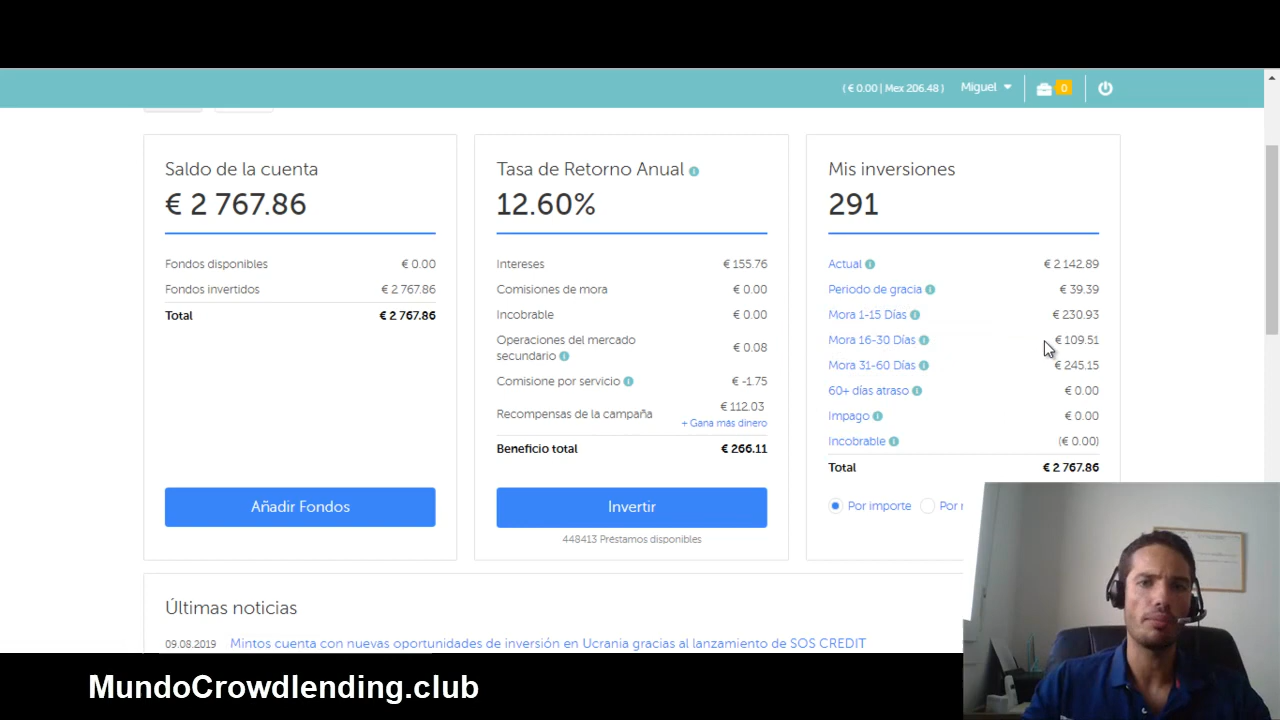 ( € 0.00 | Mex 206.48 ) Miguel 0
Saldo de la cuenta
€ 2 767.86
Fondos disponibles € 0.00
Fondos invertidos € 2 767.86
Total € 2 767.86
Añadir Fondos
Tasa de Retorno Anual
12.60%
Intereses € 155.76
Comisiones de mora € 0.00
Incobrable € 0.00
Operaciones del mercado
secundario € 0.08
Comisione por servicio € -1.75
Recompensas de la campaña € 112.03
+ Gana más dinero
Beneficio total € 266.11
Invertir
448413 Préstamos disponibles
Mis inversiones
291
Actual € 2 142.89
Periodo de gracia € 39.39
Mora 1-15 Días € 230.93
Mora 16-30 Días € 109.51
Mora 31-60 Días € 245.15
60+ días atraso € 0.00
Impago € 0.00
Incobrable (€ 0.00)
Total € 2 767.86
Por importe Por
Últimas noticias
09.08.2019 Mintos cuenta con nuevas oportunidades de inversión en Ucrania gracias al lanzamiento de SOS CREDIT
MundoCrowdlending.club